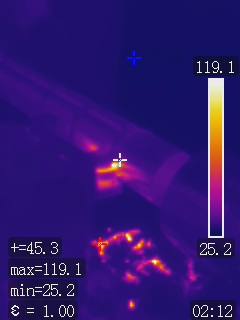 119.1
25.2
+=45.3
max=119.1
min=25.2
ε = 1.00
02:12